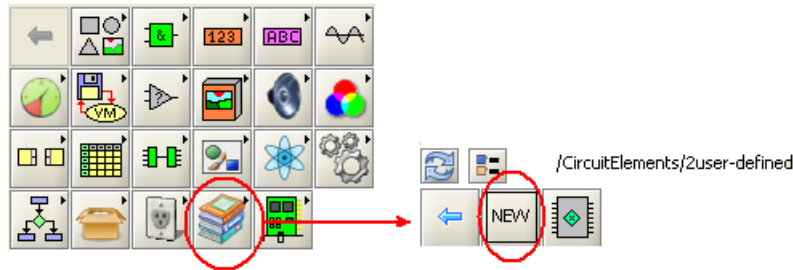 &
123
ABC
VM
?
/CircuitElements/2user-defined
NEW